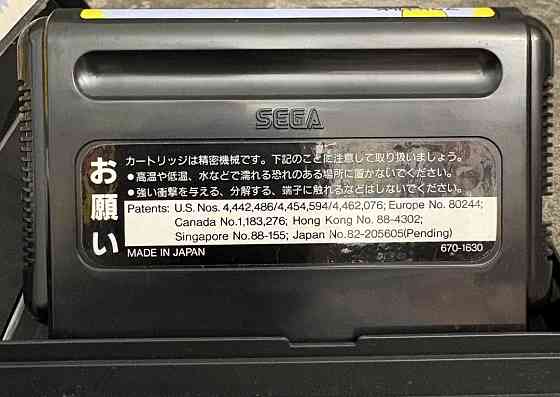 SEGA
お願い
カートリッジは精密機械です。下記のことに注意して取り扱いましょう。
●高温や低温、水などで濡れる恐れのある場所に置かないでください。
●強い衝撃を与える、分解する、端子に触れるなどはしないでください。
Patents: U.S. Nos. 4,442,486/4,454,594/4,462,076; Europe No. 80244;
Canada No.1,183,276; Hong Kong No. 88-4302;
Singapore No.88-155; Japan No.82-205605(Pending)
MADE IN JAPAN
670-1630